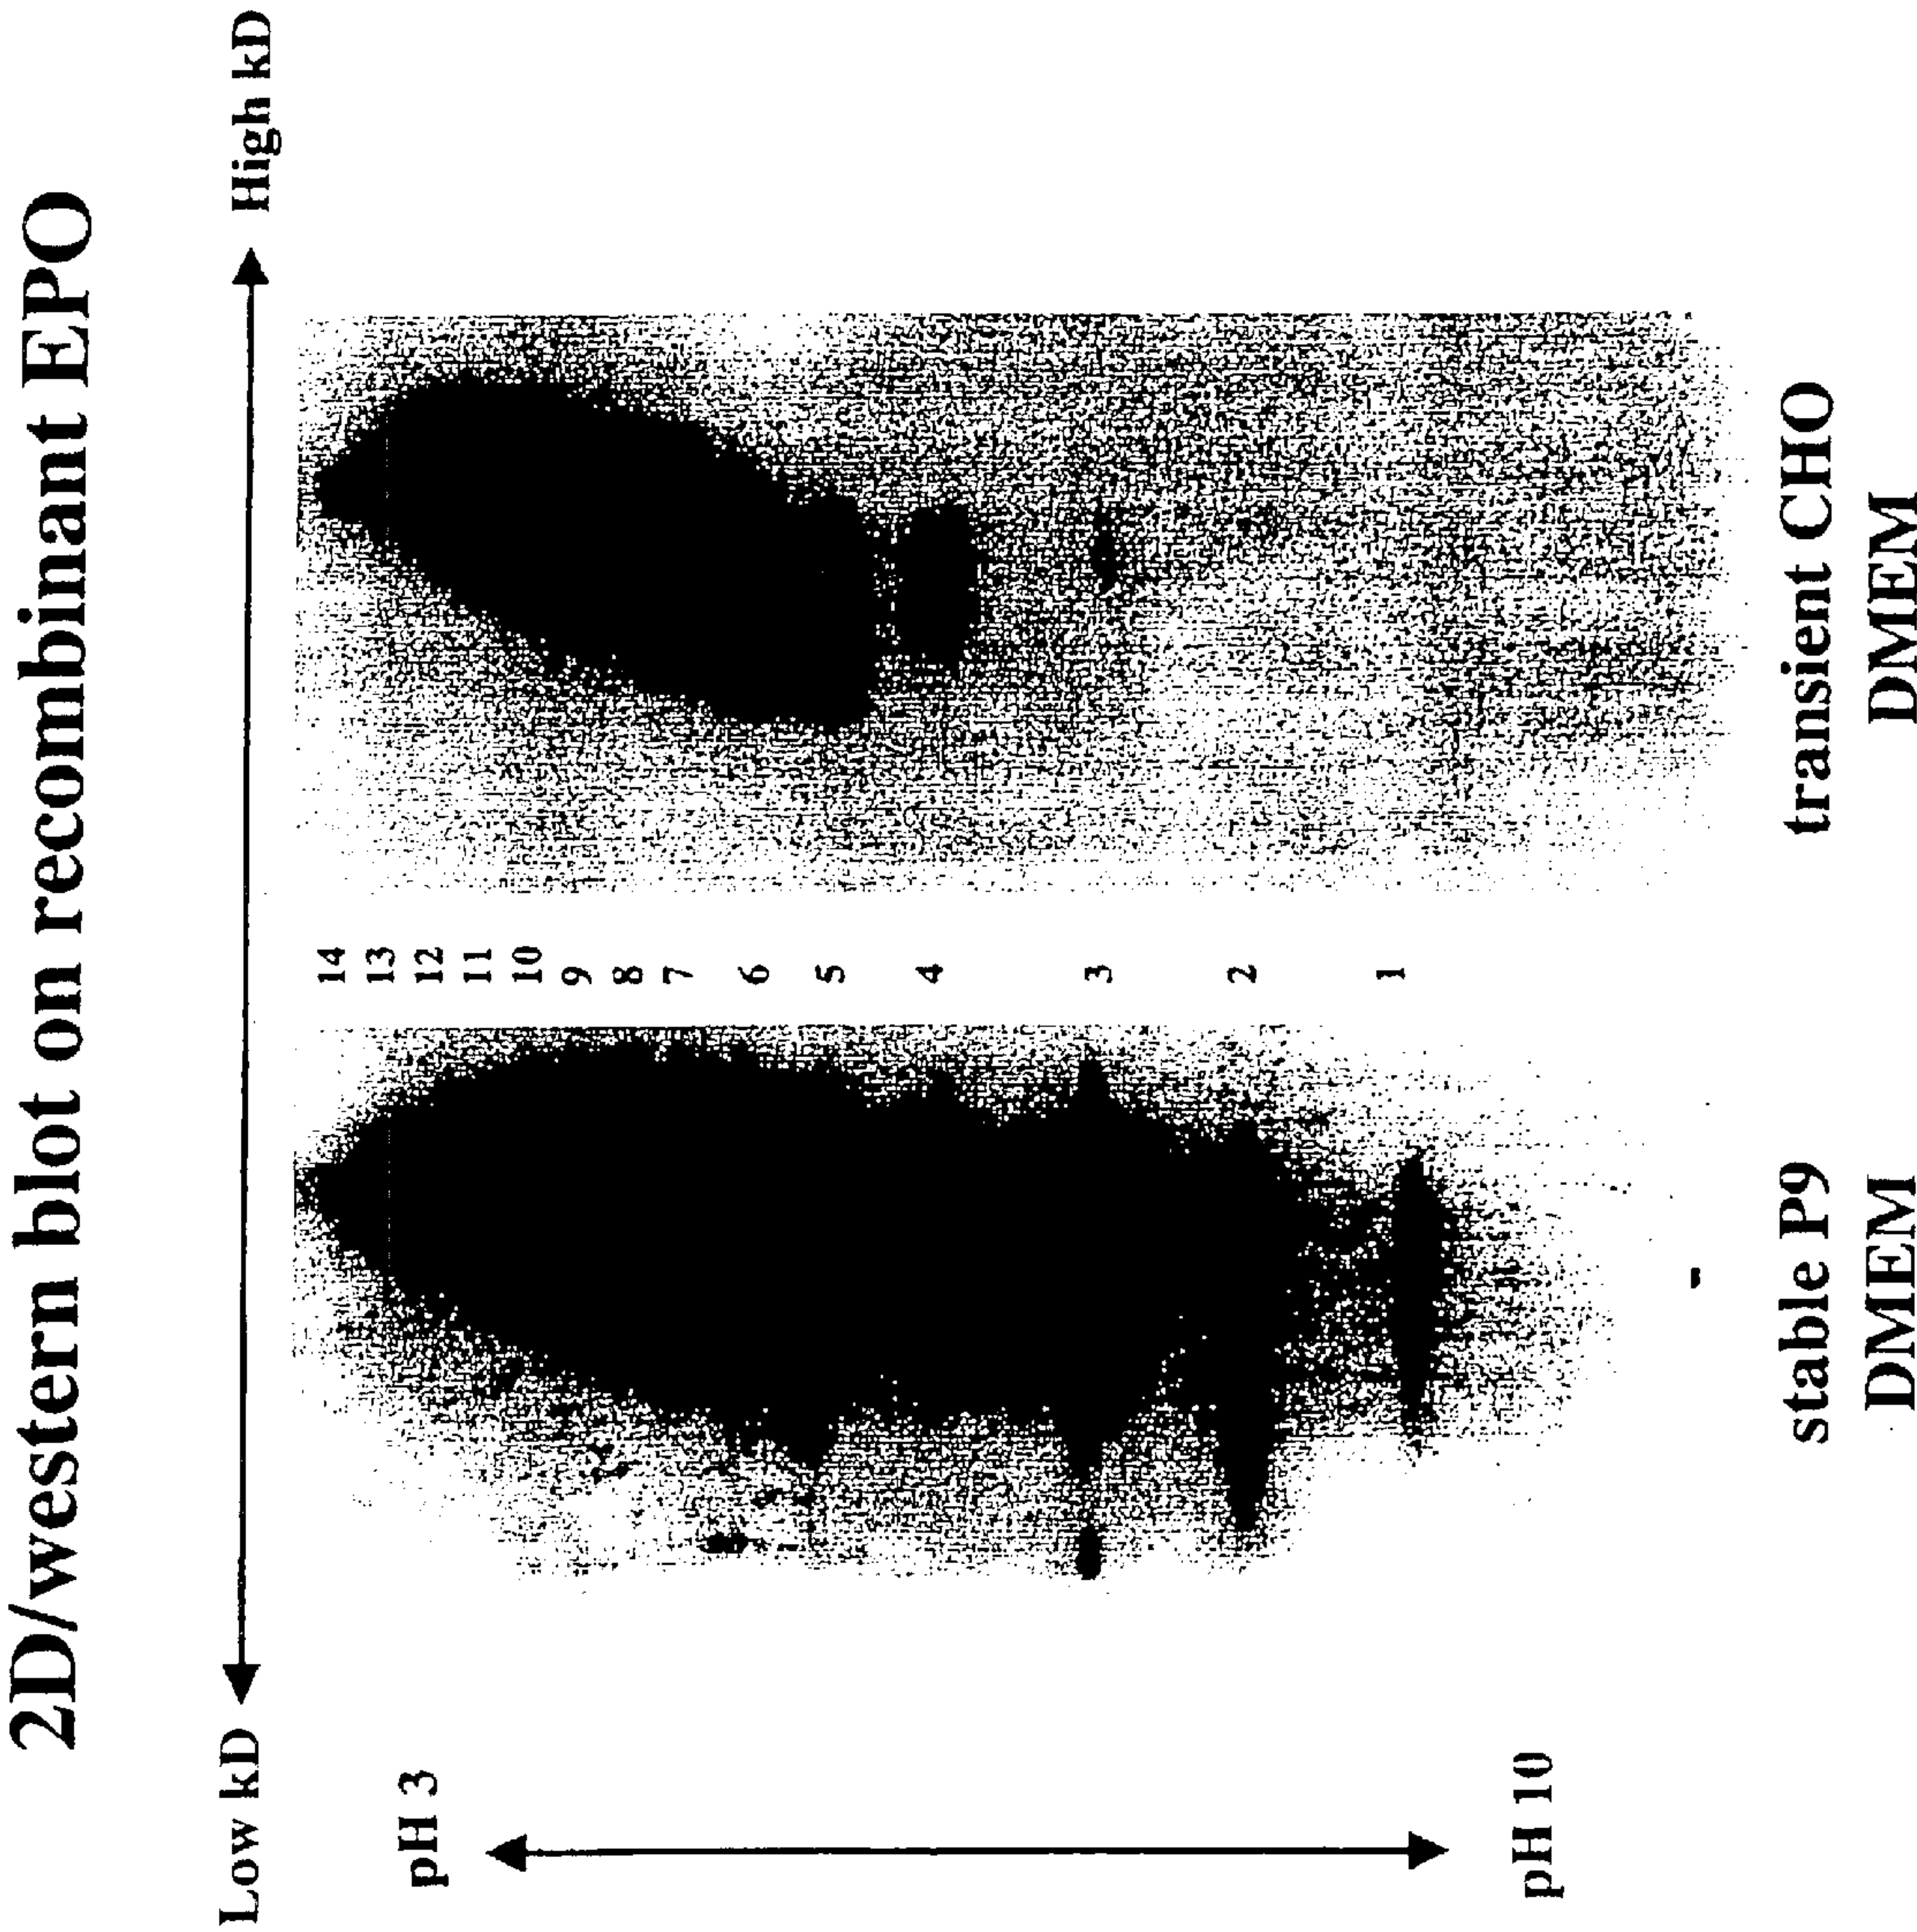 2D/western blot on recombinant EPO
Low kD
High kD
pH 3
pH 10
14
13
12
11
10
9
8
7
6
5
4
3
2
1
stable P9
DMEM
transient CHO
DMEM